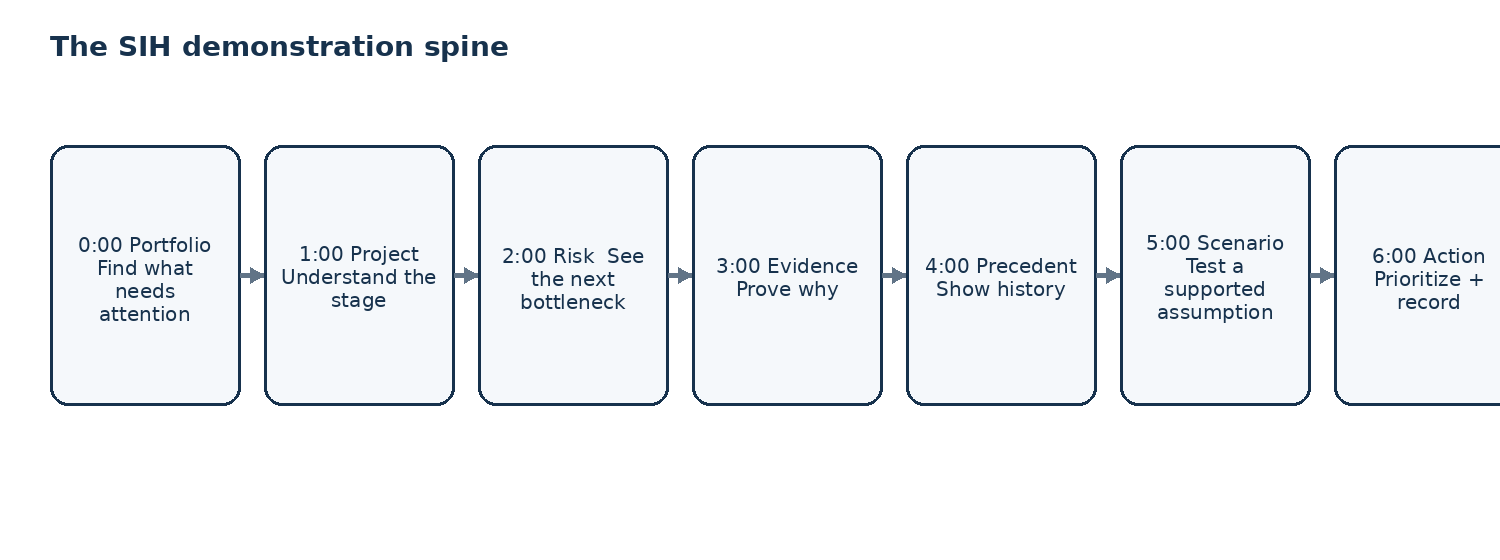 The SIH demonstration spine
0:00 Portfolio
Find what
needs
attention
1:00 Project
Understand the
stage
2:00 Risk  See
the next
bottleneck
3:00 Evidence
Prove why
4:00 Precedent
Show history
5:00 Scenario
Test a
supported
assumption
6:00 Action
Prioritize +
record